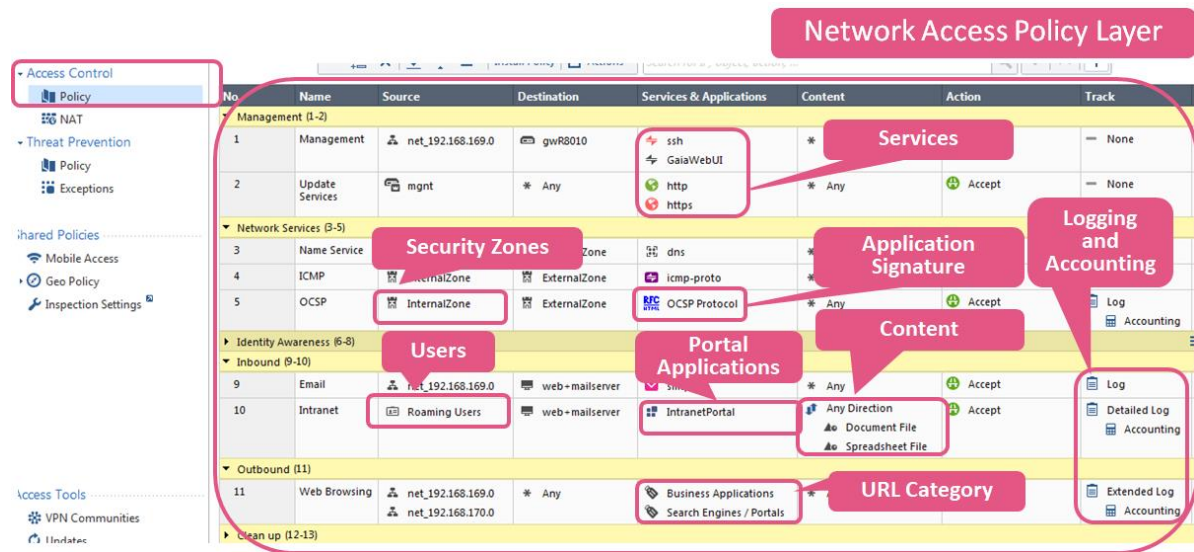 Network Access Policy Layer
Access Control
Policy
NAT
Threat Prevention
Policy
Exceptions
Shared Policies
Mobile Access
Geo Policy
Inspection Settings
Access Tools
VPN Communities
Updates
Install Policy Actions
No. Name Source Destination Services & Applications Content Action Track
Management (1-2)
1 Management net_192.168.169.0 gwR8010 ssh * None
GaiaWebUI
Services
2 Update Services mgnt * Any http * Any Accept None
https
Network Services (3-5)
Security Zones
3 Name Service Zone dns *
Application
Signature
Logging
and
Accounting
4 ICMP InternalZone ExternalZone icmp-proto *
5 OCSP InternalZone ExternalZone OCSP Protocol * Any Accept Log
Accounting
Content
Identity Awareness (6-8)
Users
Portal
Applications
Inbound (9-10)
9 Email net_192.168.169.0 web+mailserver * Any Accept Log
10 Intranet Roaming Users web+mailserver IntranetPortal Any Direction Accept Detailed Log
Document File Accounting
Spreadsheet File
Outbound (11)
11 Web Browsing net_192.168.169.0 * Any Business Applications * Extended Log
net_192.168.170.0 Search Engines / Portals Accounting
URL Category
Clean up (12-13)